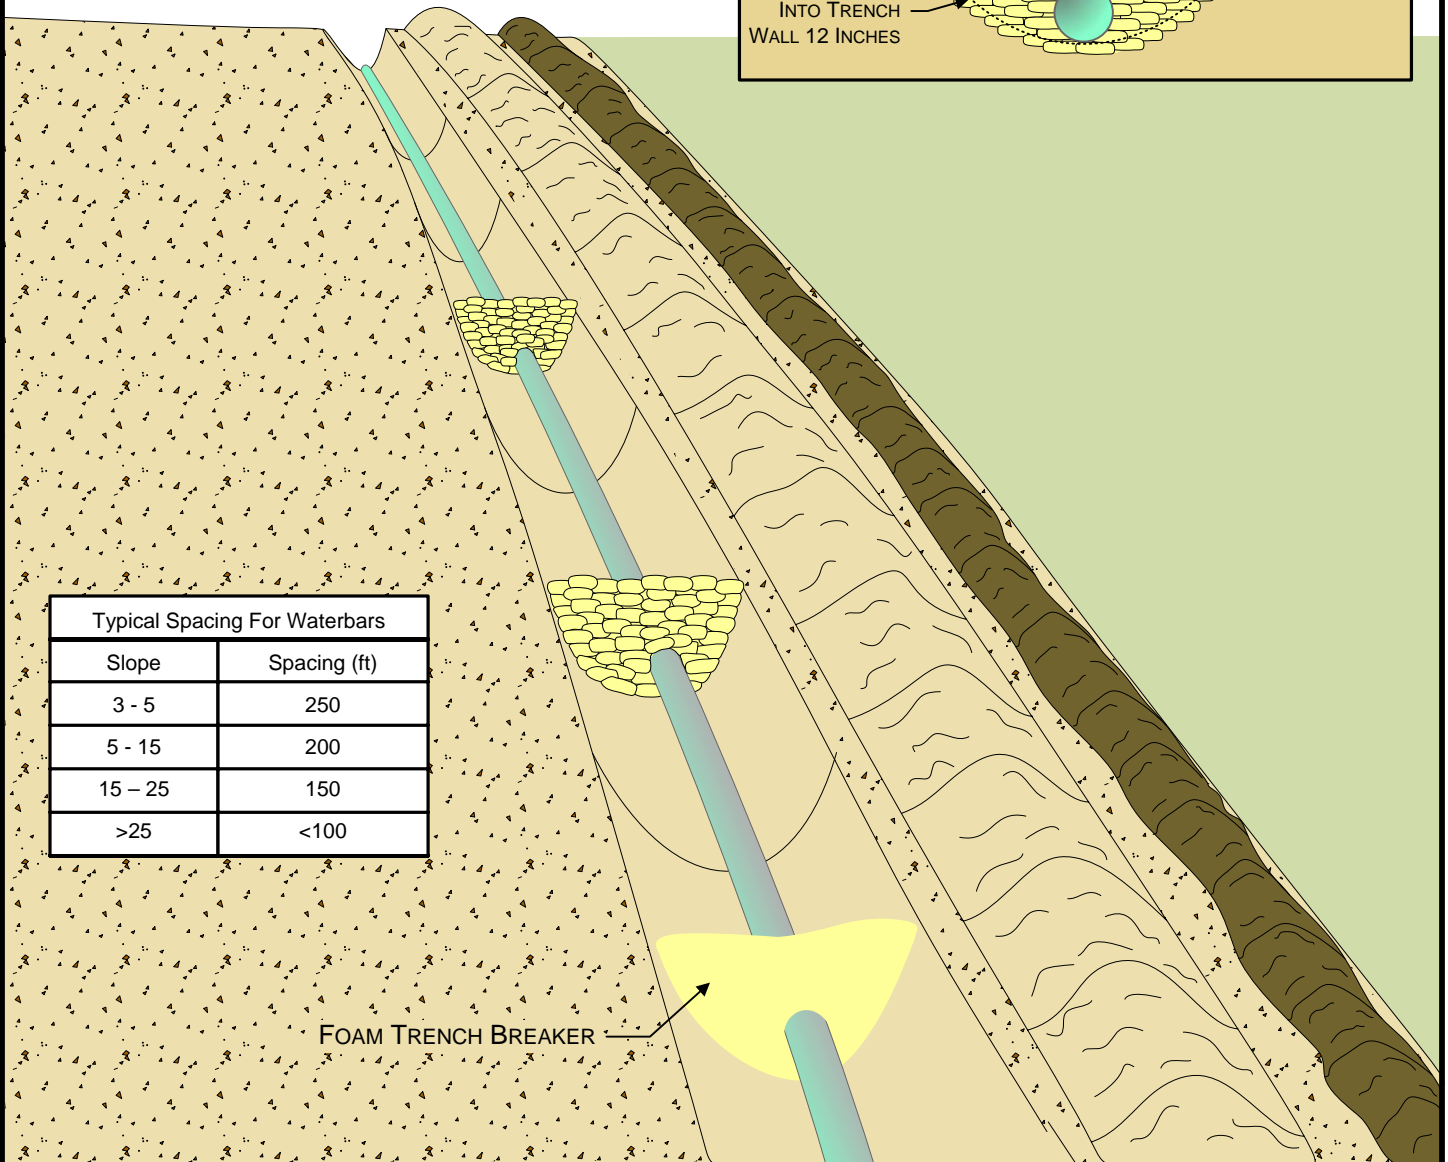 INTO TRENCH
WALL 12 INCHES
Typical Spacing For Waterbars
Slope Spacing (ft)
3 - 5 250
5 - 15 200
15 – 25 150
>25 <100
FOAM TRENCH BREAKER